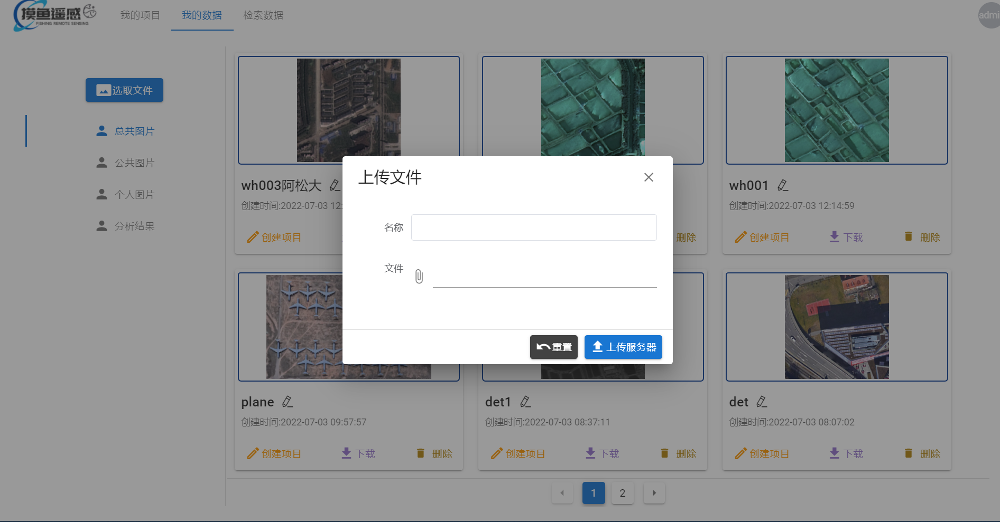 摸鱼遥感
FISHING REMOTE SENSING
我的项目
我的数据
检索数据
admi
选取文件
总共图片
公共图片
个人图片
分析结果
wh003阿松大
创建时间:2022-07-03 12:
创建项目
删除
wh001
创建时间:2022-07-03 12:14:59
创建项目
下载
删除
上传文件
名称
文件
重置
上传服务器
plane
创建时间:2022-07-03 09:57:57
创建项目
下载
删除
det1
创建时间:2022-07-03 08:37:11
创建项目
下载
删除
det
创建时间:2022-07-03 08:07:02
创建项目
下载
删除
1
2